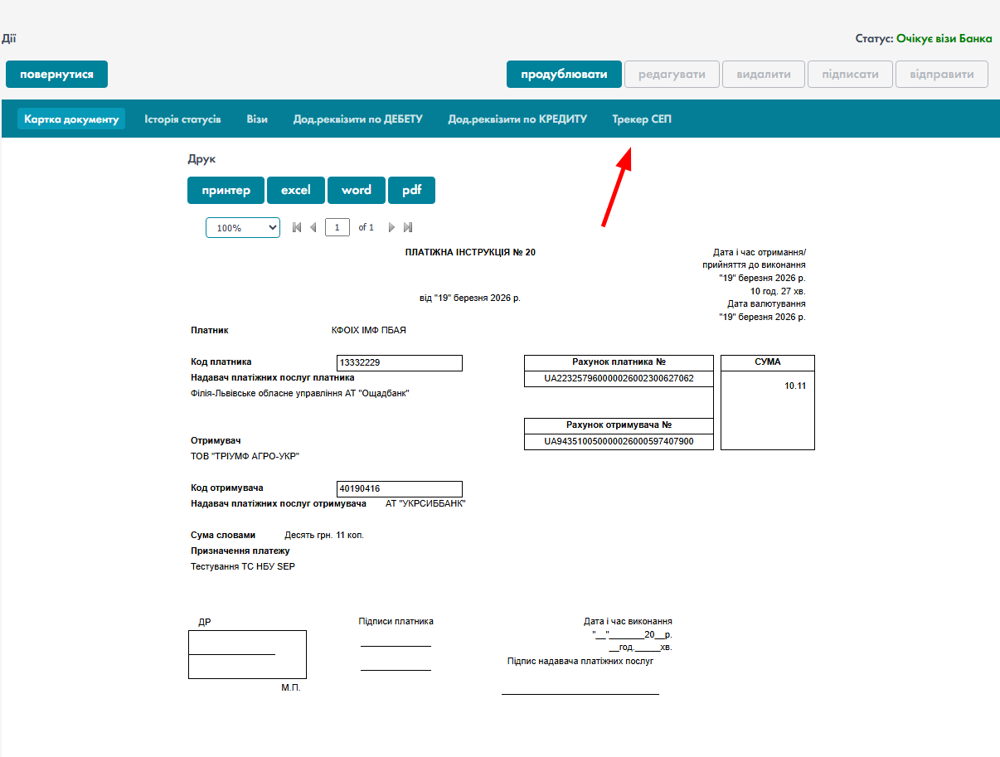 Дії
Статус: Очікує візи Банка
повернутися
продублювати редагувати видалити підписати відправити
Картка документу Історія статусів Візи Дод.реквізити по ДЕБЕТУ Дод.реквізити по КРЕДИТУ Трекер СЕП
Друк
принтер excel word pdf
100% 1 of 1
ПЛАТІЖНА ІНСТРУКЦІЯ № 20
Дата і час отримання/
прийняття до виконання
"19" березня 2026 р.
10 год. 27 хв.
від "19" березня 2026 р.
Дата валютування
"19" березня 2026 р.
Платник КФОІХ ІМФ ПБАЯ
Код платника 13332229
Рахунок платника № СУМА
Надавач платіжних послуг платника
UA223257960000026002300627062
10.11
Філія-Львівське обласне управління АТ "Ощадбанк"
Рахунок отримувача №
Отримувач
UA943510050000026000597407900
ТОВ "ТРІУМФ АГРО-УКР"
Код отримувача 40190416
Надавач платіжних послуг отримувача АТ "УКРСИББАНК"
Сума словами Десять грн. 11 коп.
Призначення платежу
Тестування ТС НБУ SEP
ДР Підписи платника Дата і час виконання
"__"_______20__р.
__год._____хв.
Підпис надавача платіжних послуг
М.П.